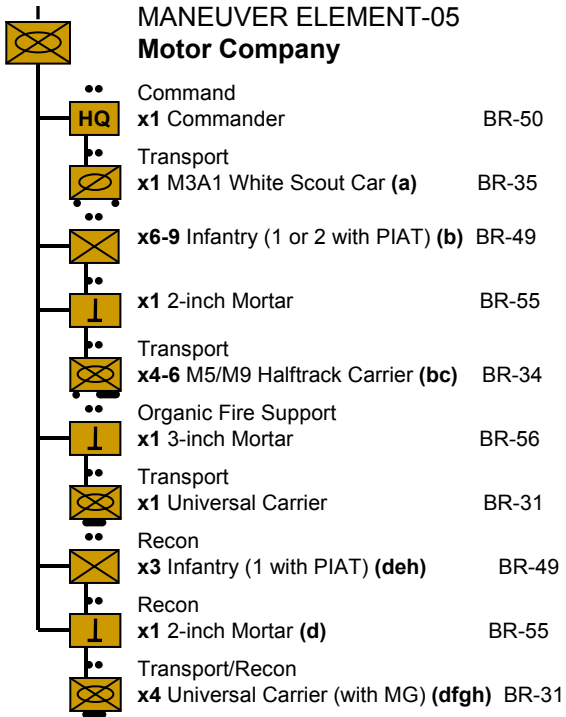 MANEUVER ELEMENT-05
Motor Company
Command
HQ x1 Commander BR-50
Transport
x1 M3A1 White Scout Car (a) BR-35
x6-9 Infantry (1 or 2 with PIAT) (b) BR-49
x1 2-inch Mortar BR-55
Transport
x4-6 M5/M9 Halftrack Carrier (bc) BR-34
Organic Fire Support
x1 3-inch Mortar BR-56
Transport
x1 Universal Carrier BR-31
Recon
x3 Infantry (1 with PIAT) (deh) BR-49
Recon
x1 2-inch Mortar (d) BR-55
Transport/Recon
x4 Universal Carrier (with MG) (dfgh) BR-31